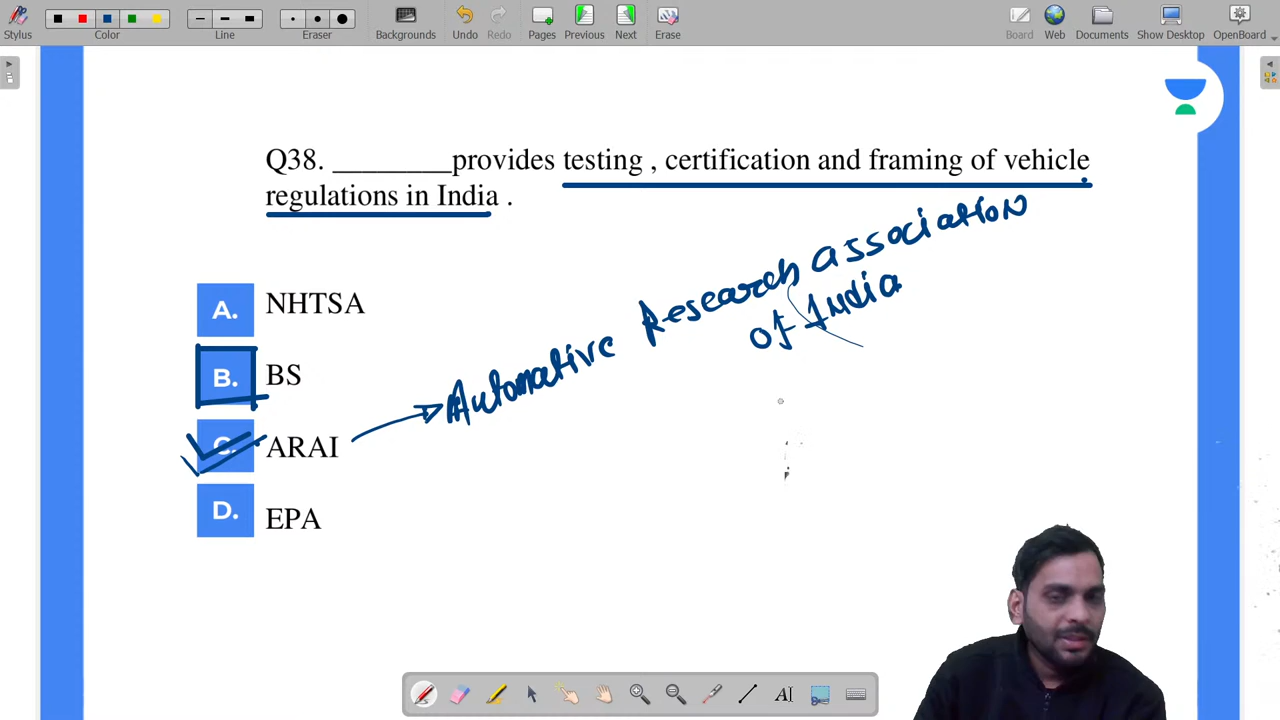 Stylus
Color
Line
Eraser
Backgrounds
Undo
Redo
Pages
Previous
Next
Erase
Board
Web
Documents
Show Desktop
OpenBoard
Q38. ________provides testing , certification and framing of vehicle
regulations in India .
A. NHTSA
B. BS
C. ARAI
D. EPA
Automative Research association
of India